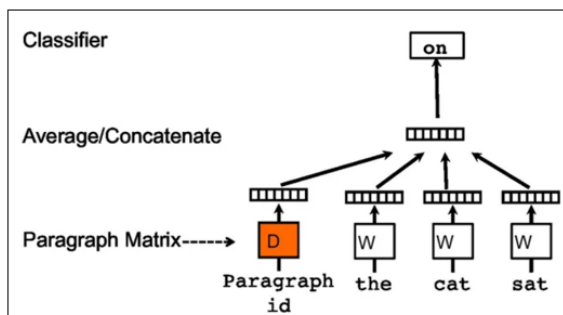 Classifier
on
Average/Concatenate
Paragraph Matrix---->
D
W
W
W
Paragraph
id
the
cat
sat